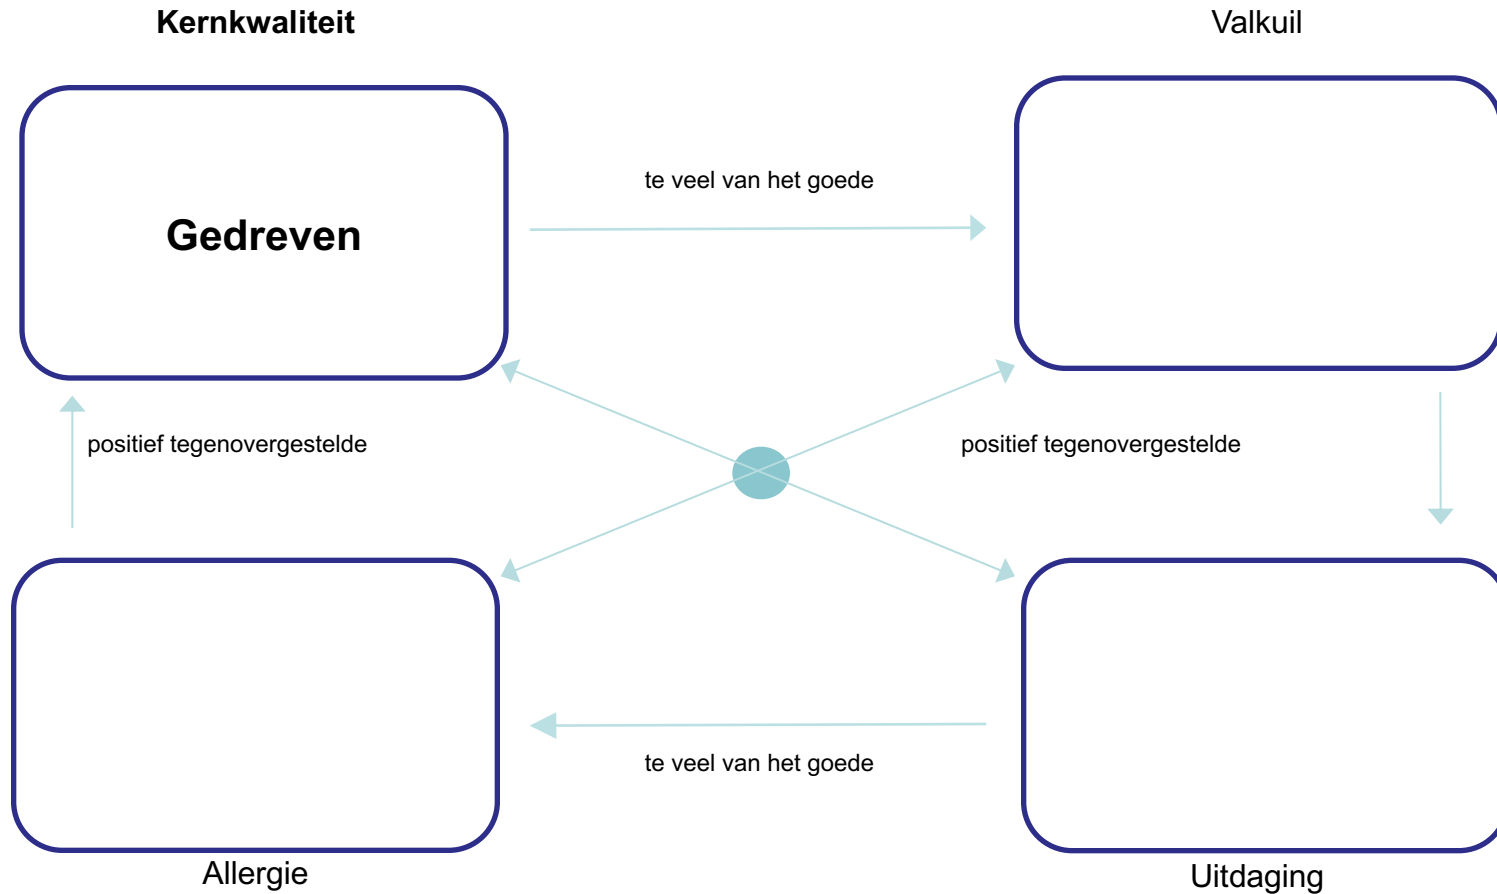 Kernkwaliteit
Valkuil
te veel van het goede
Gedreven
positief tegenovergestelde
positief tegenovergestelde
te veel van het goede
Allergie
Uitdaging